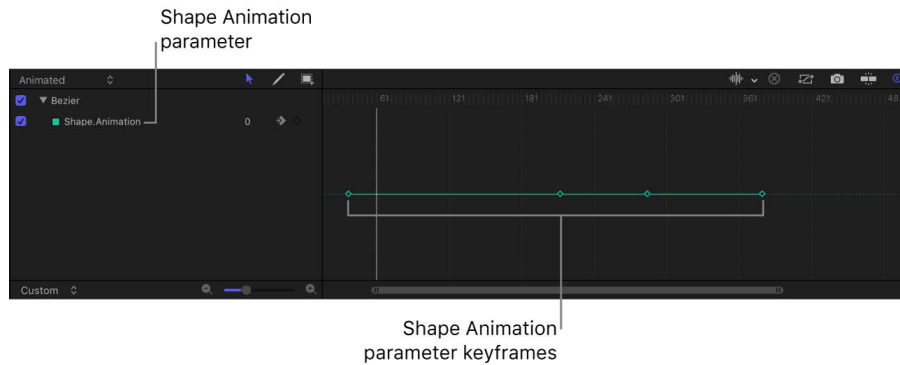 Shape Animation
parameter
Animated
Bezier
61 121 181 241 301 361 421
Shape.Animation 0
Custom
Shape Animation
parameter keyframes